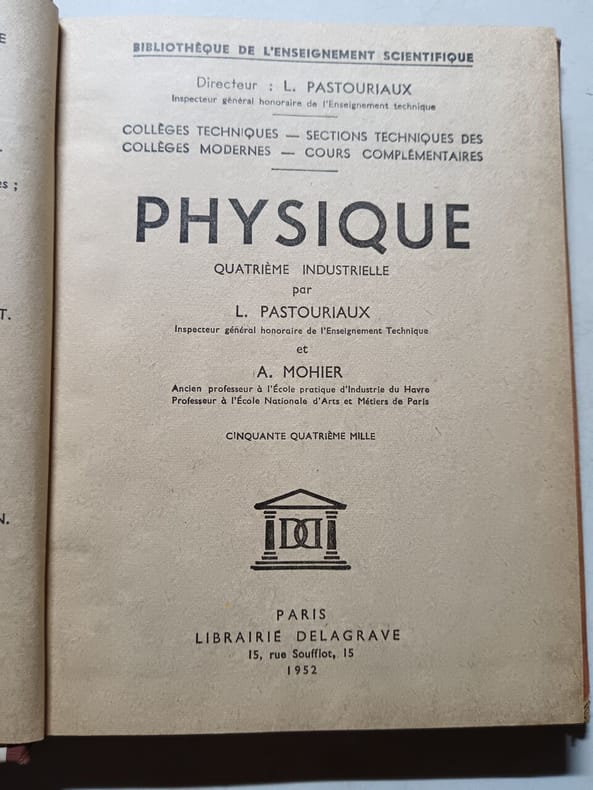 E
.
s ;
T.
N.
BIBLIOTHÈQUE DE L'ENSEIGNEMENT SCIENTIFIQUE
Directeur : L. PASTOURIAUX
Inspecteur général honoraire de l'Enseignement technique
COLLÈGES TECHNIQUES — SECTIONS TECHNIQUES DES
COLLÈGES MODERNES — COURS COMPLÉMENTAIRES
PHYSIQUE
QUATRIÈME INDUSTRIELLE
par
L. PASTOURIAUX
Inspecteur général honoraire de l'Enseignement Technique
et
A. MOHIER
Ancien professeur à l'École pratique d'Industrie du Havre
Professeur à l'École Nationale d'Arts et Métiers de Paris
CINQUANTE QUATRIÈME MILLE
DD
PARIS
LIBRAIRIE DELAGRAVE
15, rue Soufflot, 15
1952